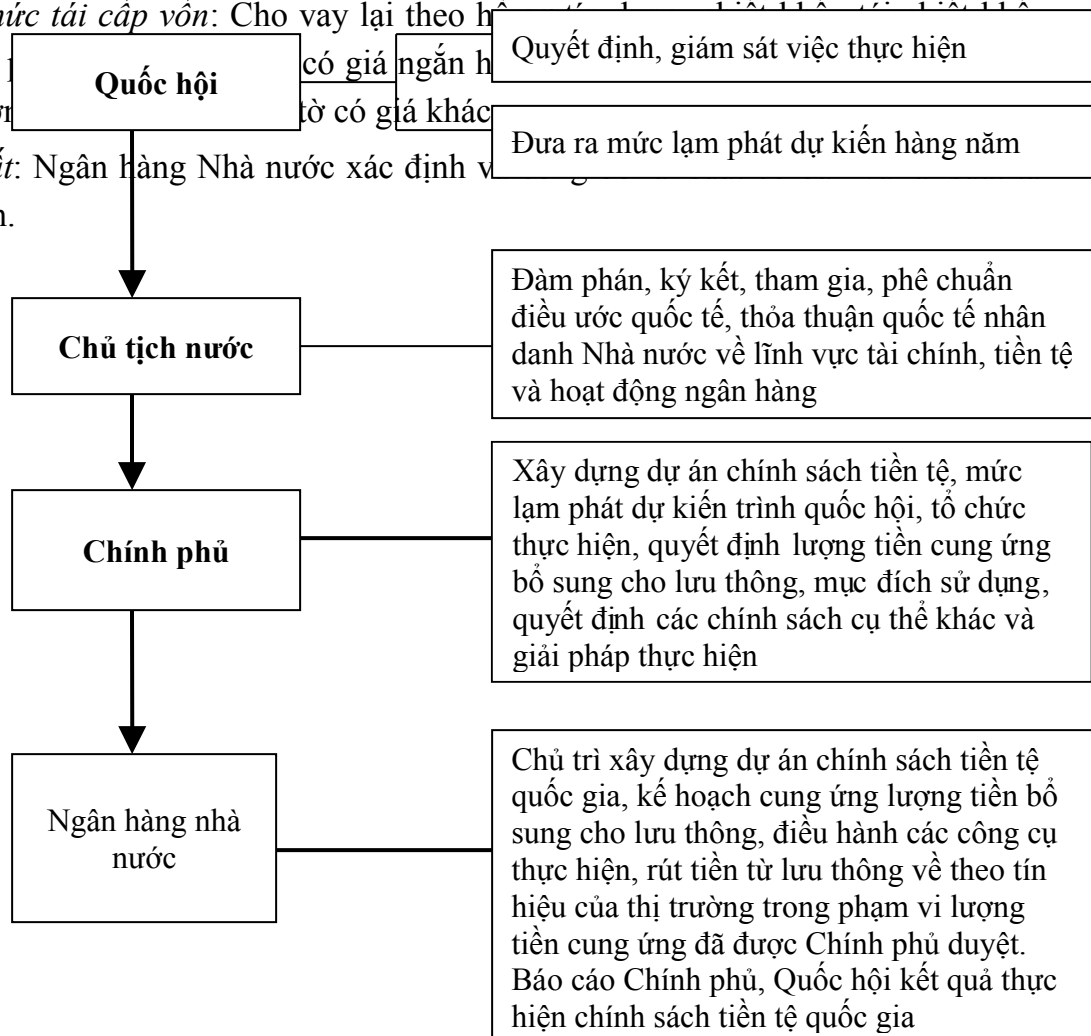 tái cấp vốn: Cho vay lại theo
có giá ngắn
tờ có giá khác
: Ngân hàng Nhà nước xác định
Quốc hội
Quyết định, giám sát việc thực hiện
Đưa ra mức lạm phát dự kiến hàng năm
Chủ tịch nước
Đàm phán, ký kết, tham gia, phê chuẩn
điều ước quốc tế, thỏa thuận quốc tế nhân
danh Nhà nước về lĩnh vực tài chính, tiền tệ
và hoạt động ngân hàng
Chính phủ
Xây dựng dự án chính sách tiền tệ, mức
lạm phát dự kiến trình quốc hội, tổ chức
thực hiện, quyết định lượng tiền cung ứng
bổ sung cho lưu thông, mục đích sử dụng,
quyết định các chính sách cụ thể khác và
giải pháp thực hiện
Ngân hàng nhà
nước
Chủ trì xây dựng dự án chính sách tiền tệ
quốc gia, kế hoạch cung ứng lượng tiền bổ
sung cho lưu thông, điều hành các công cụ
thực hiện, rút tiền từ lưu thông về theo tín
hiệu của thị trường trong phạm vi lượng
tiền cung ứng đã được Chính phủ duyệt.
Báo cáo Chính phủ, Quốc hội kết quả thực
hiện chính sách tiền tệ quốc gia